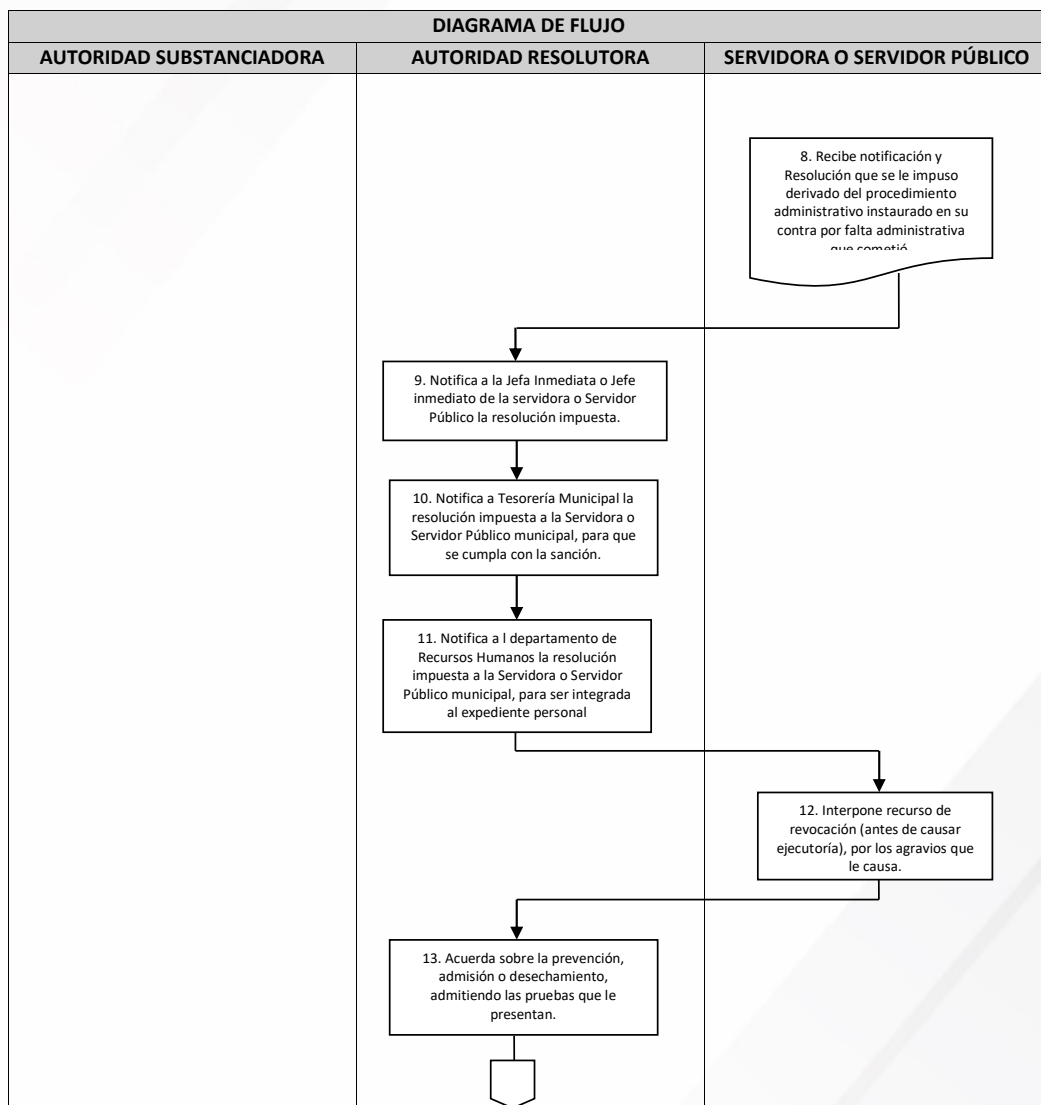 DIAGRAMA DE FLUJO
AUTORIDAD SUBSTANCIADORA
AUTORIDAD RESOLUTORA
SERVIDORA O SERVIDOR PÚBLICO
8. Recibe notificación y
Resolución que se le impuso
derivado del procedimiento
administrativo instaurado en su
contra por falta administrativa
que cometió
9. Notifica a la Jefa Inmediata o Jefe
inmediato de la servidora o Servidor
Público la resolución impuesta.
10. Notifica a Tesorería Municipal la
resolución impuesta a la Servidora o
Servidor Público municipal, para que
se cumpla con la sanción.
11. Notifica a l departamento de
Recursos Humanos la resolución
impuesta a la Servidora o Servidor
Público municipal, para ser integrada
al expediente personal
12. Interpone recurso de
revocación (antes de causar
ejecutoría), por los agravios que
le causa.
13. Acuerda sobre la prevención,
admisión o desechamiento,
admitiendo las pruebas que le
presentan.